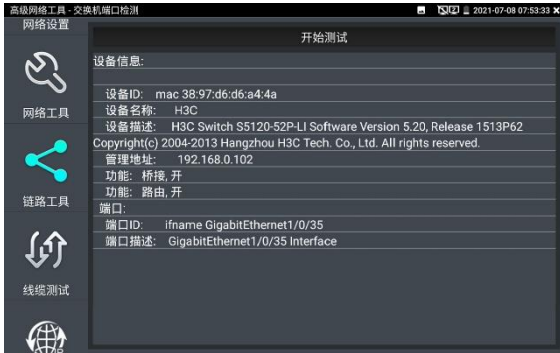 高级网络工具 - 交换机端口检测
2021-07-08 07:53:33
网络设置
开始测试
设备信息:
设备ID: mac 38:97:d6:d6:a4:4a
网络工具
设备名称: H3C
设备描述: H3C Switch S5120-52P-LI Software Version 5.20, Release 1513P62
Copyright(c) 2004-2013 Hangzhou H3C Tech. Co., Ltd. All rights reserved.
管理地址: 192.168.0.102
功能: 桥接, 开
功能: 路由, 开
链路工具
端口:
端口ID: ifname GigabitEthernet1/0/35
端口描述: GigabitEthernet1/0/35 Interface
线缆测试